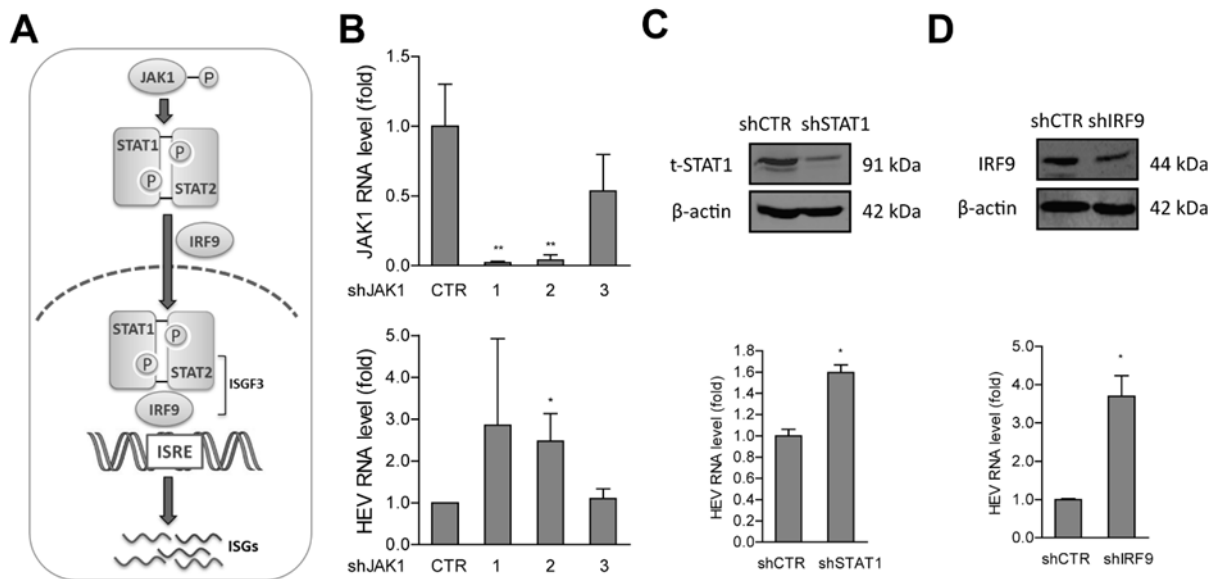 A
JAK1
P
STAT1
P
P
STAT2
IRF9
STAT1
P
P
STAT2
ISGF3
IRF9
ISRE
ISGs
B
JAK1 RNA level (fold)
1.5
1.0
0.5
0.0
**
**
shJAK1 CTR 1 2 3
HEV RNA level (fold)
5.0
4.0
3.0
2.0
1.0
0.0
*
shJAK1 CTR 1 2 3
C
shCTR shSTAT1
t-STAT1 91 kDa
β-actin 42 kDa
HEV RNA level (fold)
1.8
1.6
1.4
1.2
1.0
0.8
0.6
0.4
0.2
0.0
*
shCTR shSTAT1
D
shCTR shIRF9
IRF9 44 kDa
β-actin 42 kDa
HEV RNA level (fold)
5.0
4.0
3.0
2.0
1.0
0.0
*
shCTR shIRF9